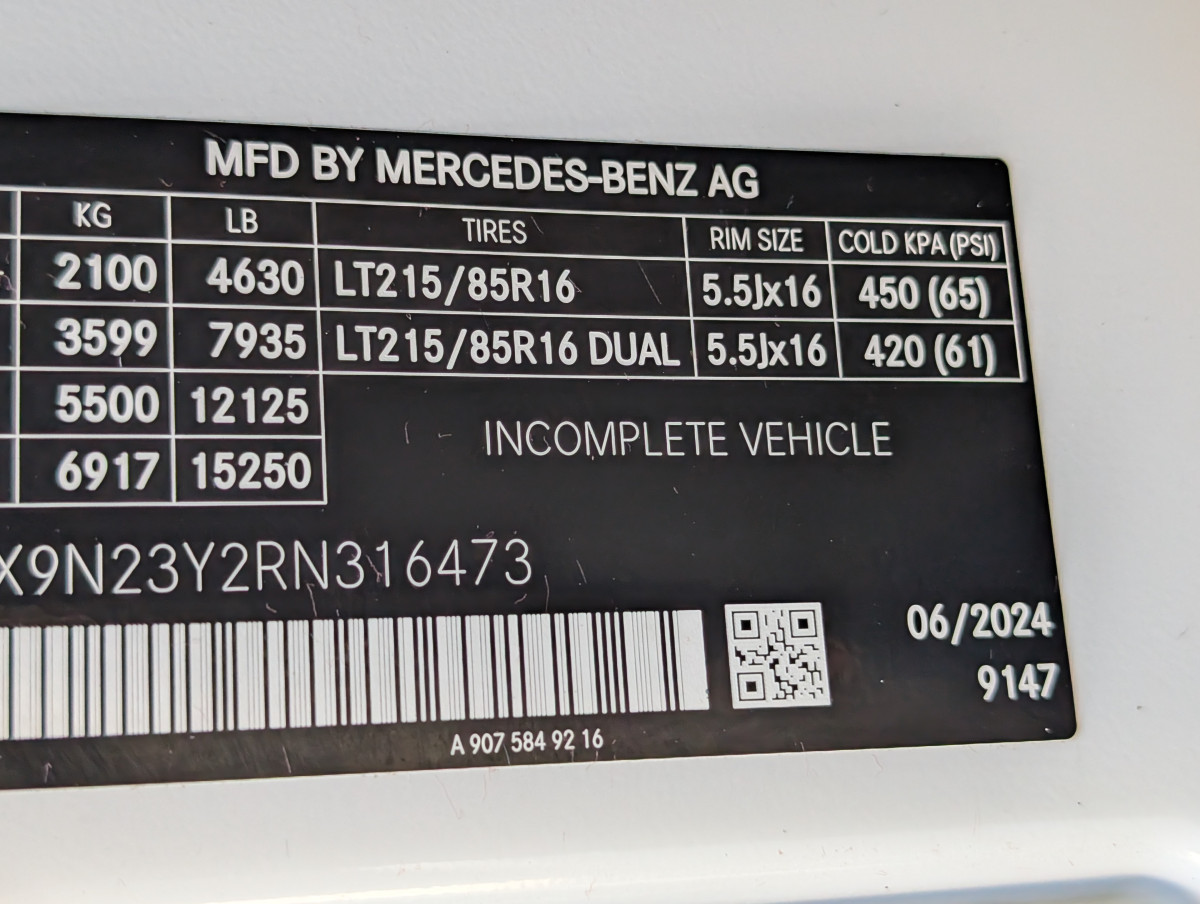 MFD BY MERCEDES-BENZ AG
KG LB TIRES RIM SIZE COLD KPA (PSI)
2100 4630 LT215/85R16 5.5Jx16 450 (65)
3599 7935 LT215/85R16 DUAL 5.5Jx16 420 (61)
5500 12125
INCOMPLETE VEHICLE
6917 15250
X9N23Y2RN316473
06/2024
9147
A 907 584 92 16